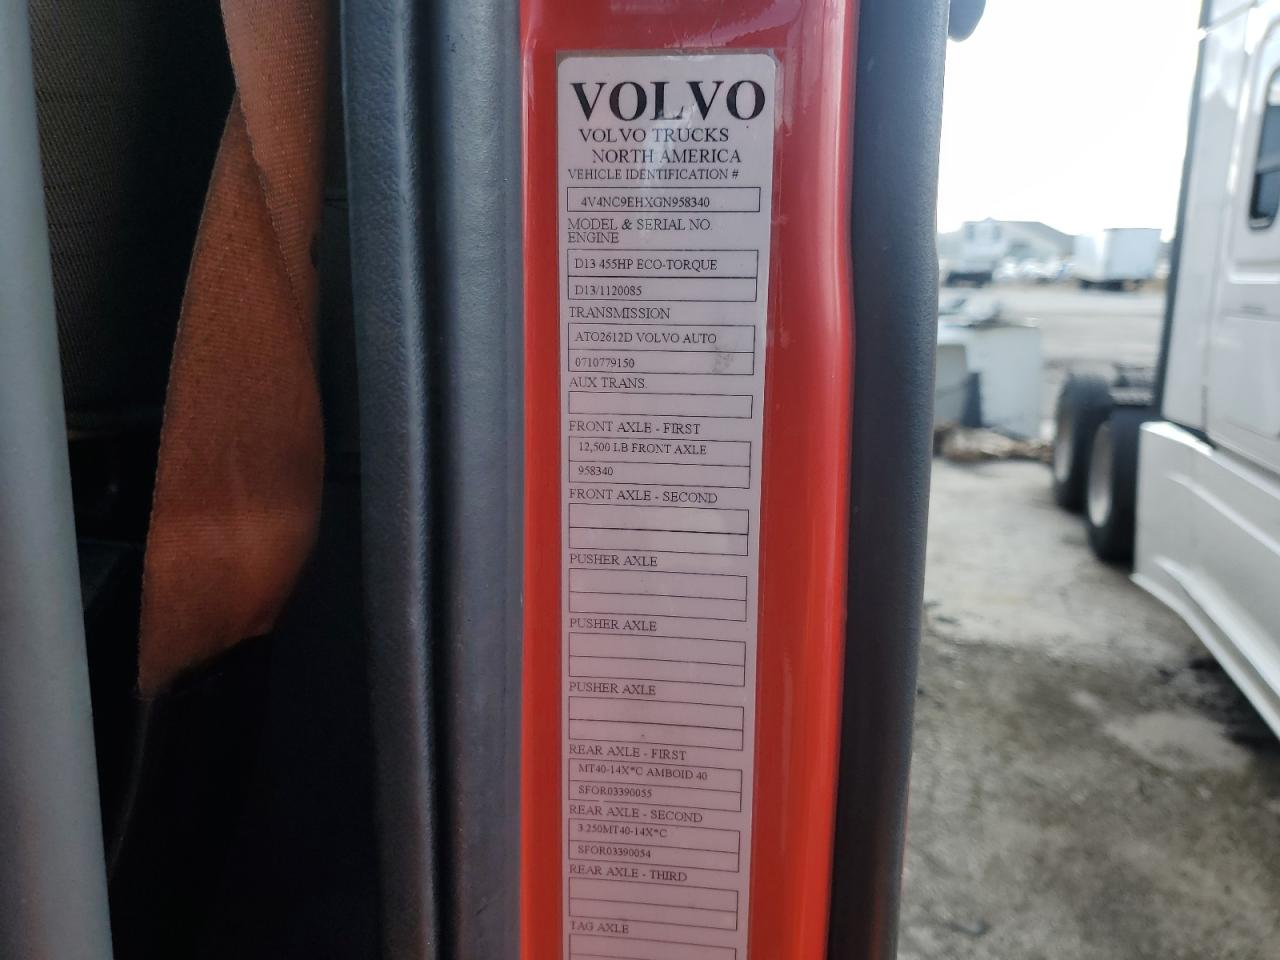 VOLVO
VOLVO TRUCKS
NORTH AMERICA
VEHICLE IDENTIFICATION #
4V4NC9EHXGN958340
MODEL & SERIAL NO.
ENGINE
D13 455HP ECO-TORQUE
D13/1120085
TRANSMISSION
ATO2612D VOLVO AUTO
0710779150
AUX TRANS.
FRONT AXLE - FIRST
12,500 LB FRONT AXLE
958340
FRONT AXLE - SECOND
PUSHER AXLE
PUSHER AXLE
PUSHER AXLE
REAR AXLE - FIRST
MT40-14X*C AMBOID 40
SFOR03390055
REAR AXLE - SECOND
3.250MT40-14X*C
SFOR03390054
REAR AXLE - THIRD
TAG AXLE